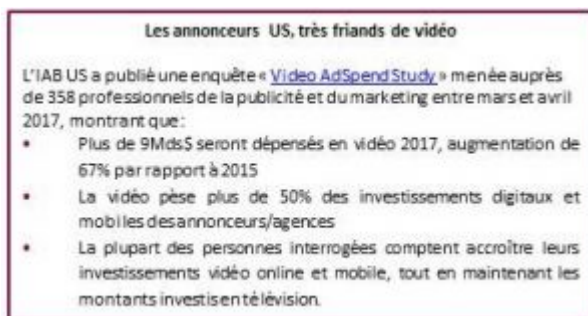 Les annonceurs US, très friands de vidéo
L'IAB US a publié une enquête « Video AdSpend Study » menée auprès
de 358 professionnels de la publicité et du marketing entre mars et avril
2017, montrant que :
• Plus de 9Mds$ seront dépensés en vidéo 2017, augmentation de
67% par rapport à 2015
• La vidéo pèse plus de 50% des investissements digitaux et
mobiles des annonceurs/agences
• La plupart des personnes interrogées comptent accroître leurs
investissements vidéo online et mobile, tout en maintenant les
montants investis en télévision.